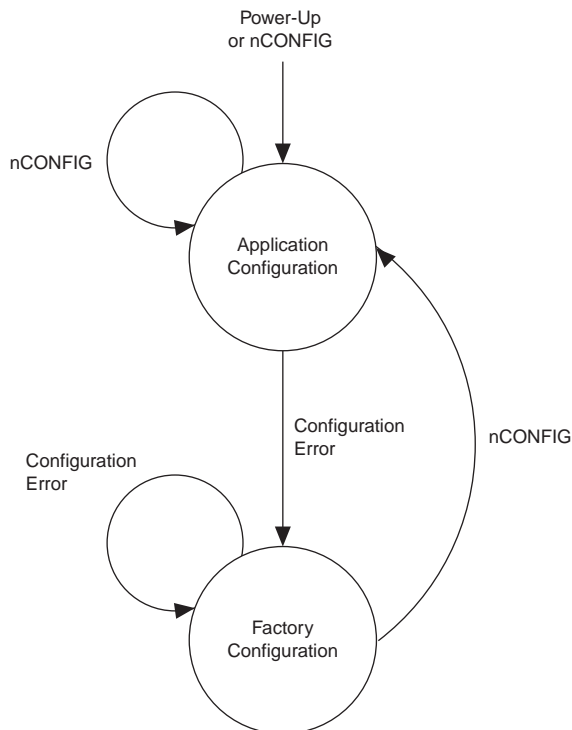 Power-Up
or nCONFIG
nCONFIG
Application
Configuration
Configuration
Error
nCONFIG
Configuration
Error
Factory
Configuration